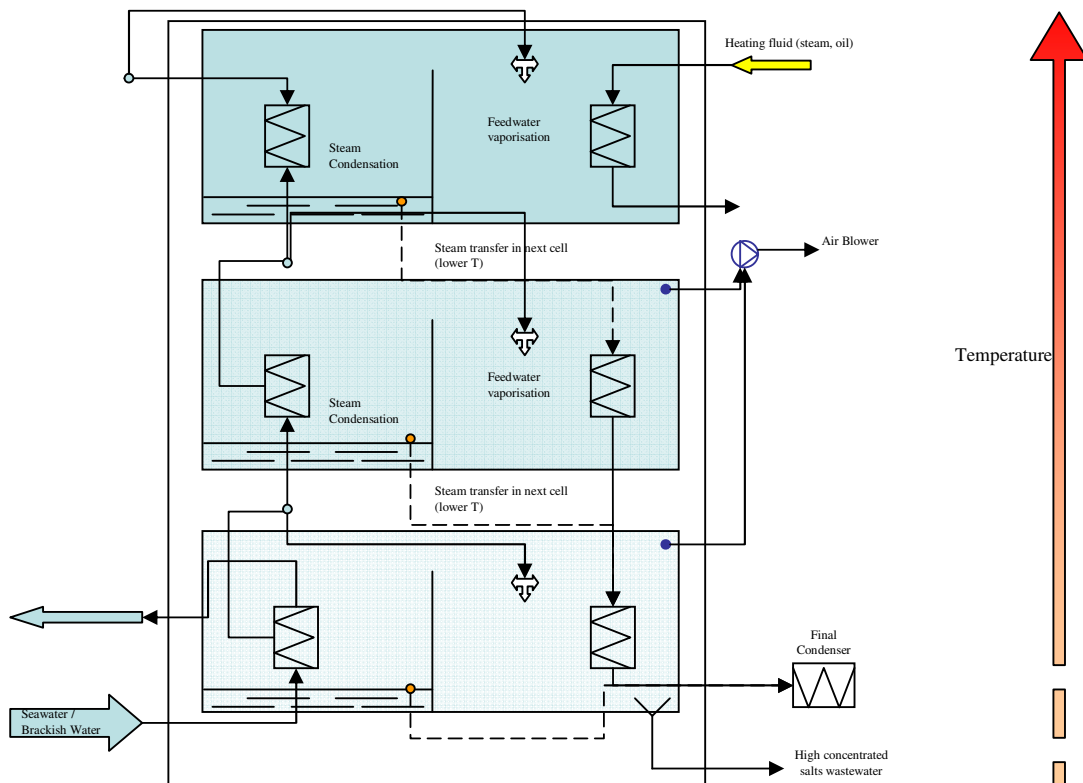 Heating fluid (steam, oil)
Feedwater
vaporisation
Steam
Condensation
Steam transfer in next cell
(lower T)
Air Blower
Temperature
Feedwater
vaporisation
Steam
Condensation
Steam transfer in next cell
(lower T)
Final
Condenser
Seawater /
Brackish Water
High concentrated
salts wastewater